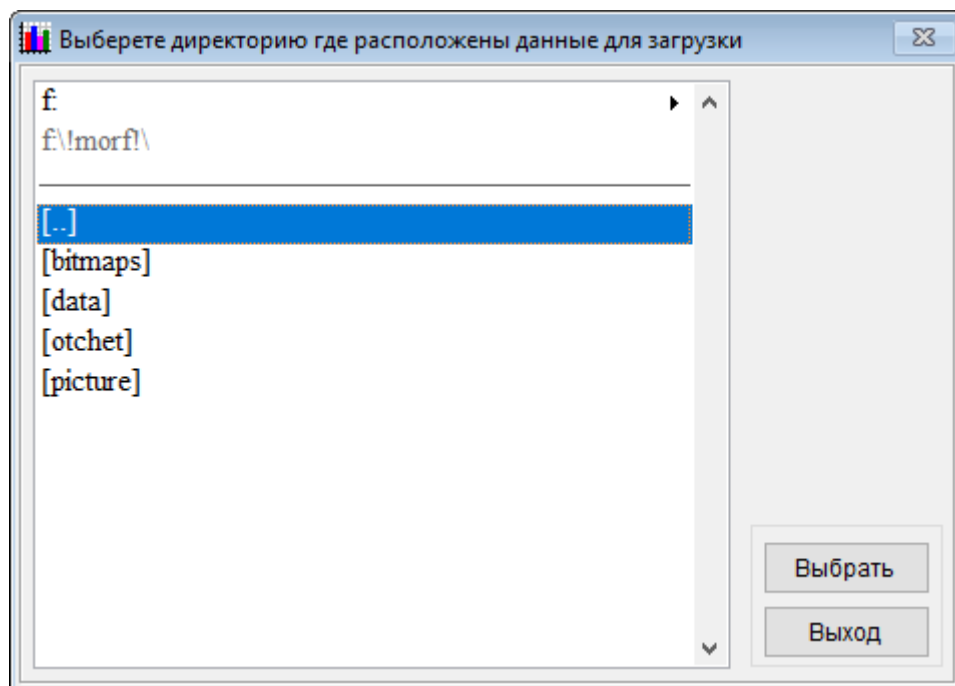 Выберете директорию где расположены данные для загрузки
f:
f:\!morf!\
[..]
[bitmaps]
[data]
[otchet]
[picture]
Выбрать
Выход